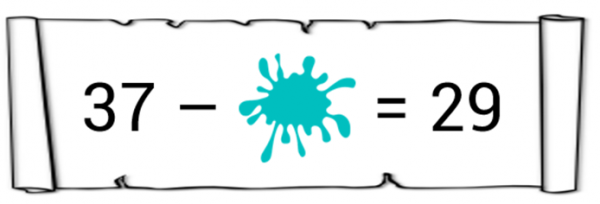 37 – = 29